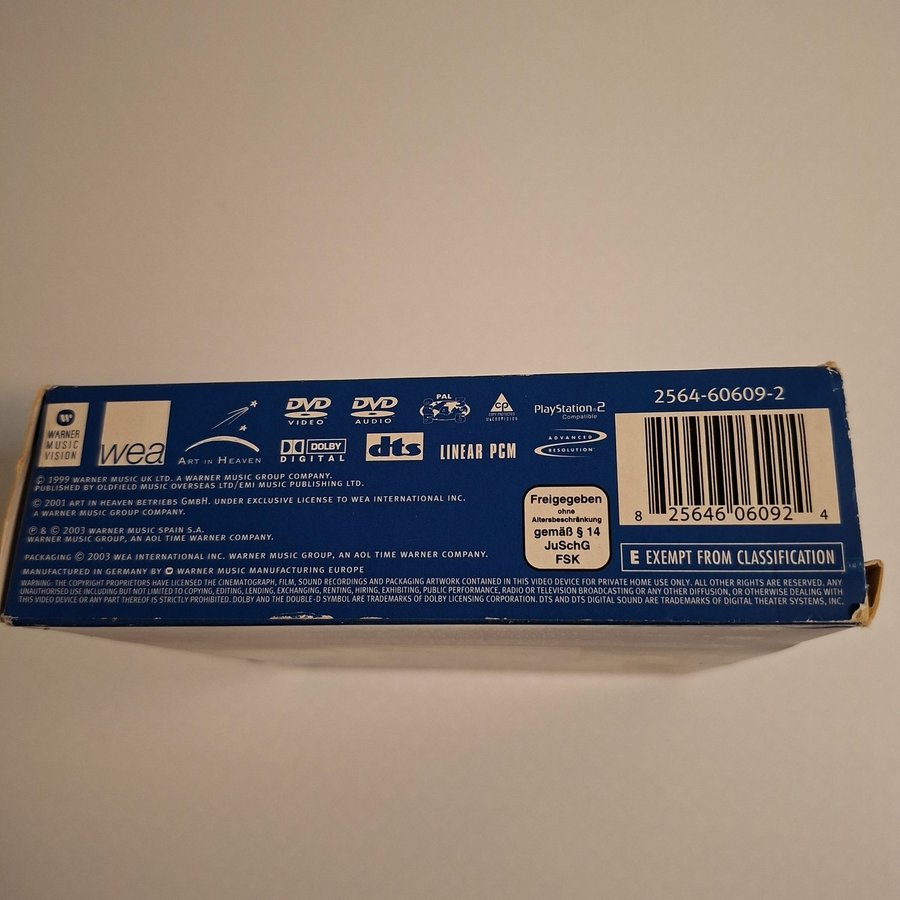 WARNER
MUSIC
VISION
wea
ART IN HEAVEN
DVD
VIDEO
DVD
AUDIO
PAL
CP
COPY PROTECTED
PlayStation 2
Compatible
DOLBY
DIGITAL
dts
LINEAR PCM
ADVANCED
RESOLUTION
2564-60609-2
8 25646 06092 4
© 1999 WARNER MUSIC UK LTD. A WARNER MUSIC GROUP COMPANY.
PUBLISHED BY OLDFIELD MUSIC OVERSEAS LTD/EMI MUSIC PUBLISHING LTD.
© 2001 ART IN HEAVEN BETRIEBS GMBH. UNDER EXCLUSIVE LICENSE TO WEA INTERNATIONAL INC.
A WARNER MUSIC GROUP COMPANY.
℗ & © 2003 WARNER MUSIC SPAIN S.A.
WARNER MUSIC GROUP, AN AOL TIME WARNER COMPANY.
PACKAGING © 2003 WEA INTERNATIONAL INC. WARNER MUSIC GROUP, AN AOL TIME WARNER COMPANY.
MANUFACTURED IN GERMANY BY WARNER MUSIC MANUFACTURING EUROPE
Freigegeben
ohne
Altersbeschränkung
gemäß § 14
JuSchG
FSK
E EXEMPT FROM CLASSIFICATION
WARNING: THE COPYRIGHT PROPRIETORS HAVE LICENSED THE CINEMATOGRAPH, FILM, SOUND RECORDINGS AND PACKAGING ARTWORK CONTAINED IN THIS VIDEO DEVICE FOR PRIVATE HOME USE ONLY. ALL OTHER RIGHTS ARE RESERVED. ANY
UNAUTHORISED USE INCLUDING BUT NOT LIMITED TO COPYING, EDITING, LENDING, EXCHANGING, RENTING, HIRING, EXHIBITING, PUBLIC PERFORMANCE, RADIO OR TELEVISION BROADCASTING OR ANY OTHER DIFFUSION, OR OTHERWISE DEALING WITH
THIS VIDEO DEVICE OR ANY PART THEREOF IS STRICTLY PROHIBITED. DOLBY AND THE DOUBLE-D SYMBOL ARE TRADEMARKS OF DOLBY LICENSING CORPORATION. DTS AND DTS DIGITAL SOUND ARE TRADEMARKS OF DIGITAL THEATER SYSTEMS, INC.